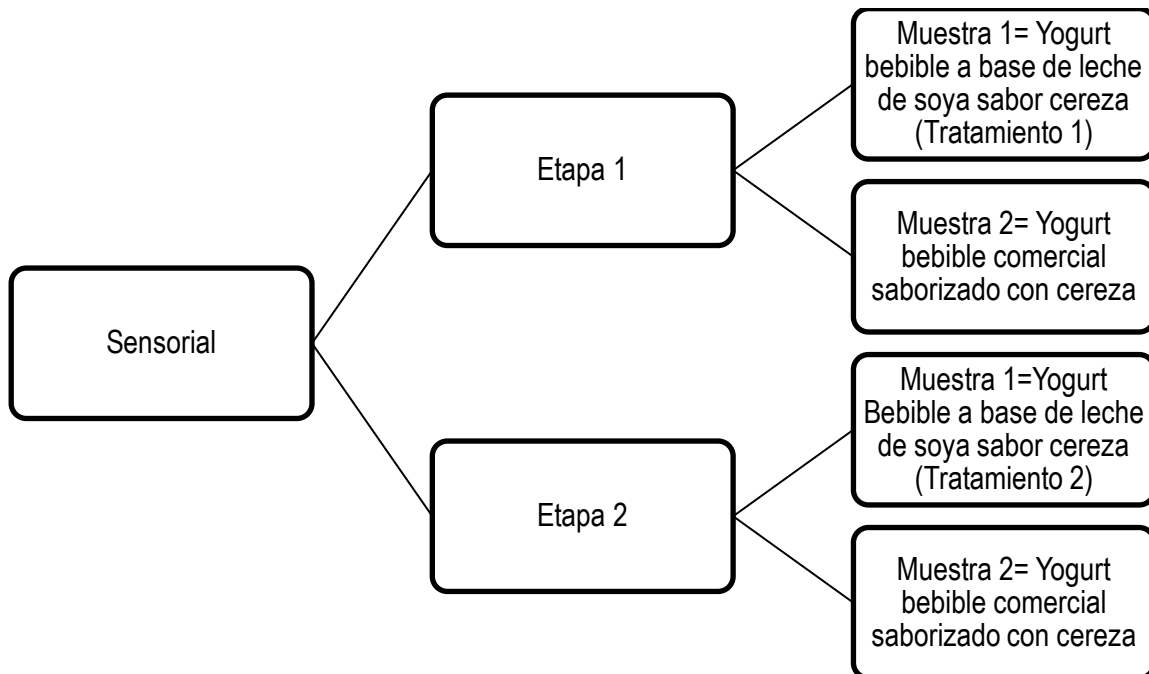 Sensorial
Etapa 1
Muestra 1= Yogurt
bebible a base de leche
de soya sabor cereza
(Tratamiento 1)
Muestra 2= Yogurt
bebible comercial
saborizado con cereza
Etapa 2
Muestra 1=Yogurt
Bebible a base de leche
de soya sabor cereza
(Tratamiento 2)
Muestra 2= Yogurt
bebible comercial
saborizado con cereza